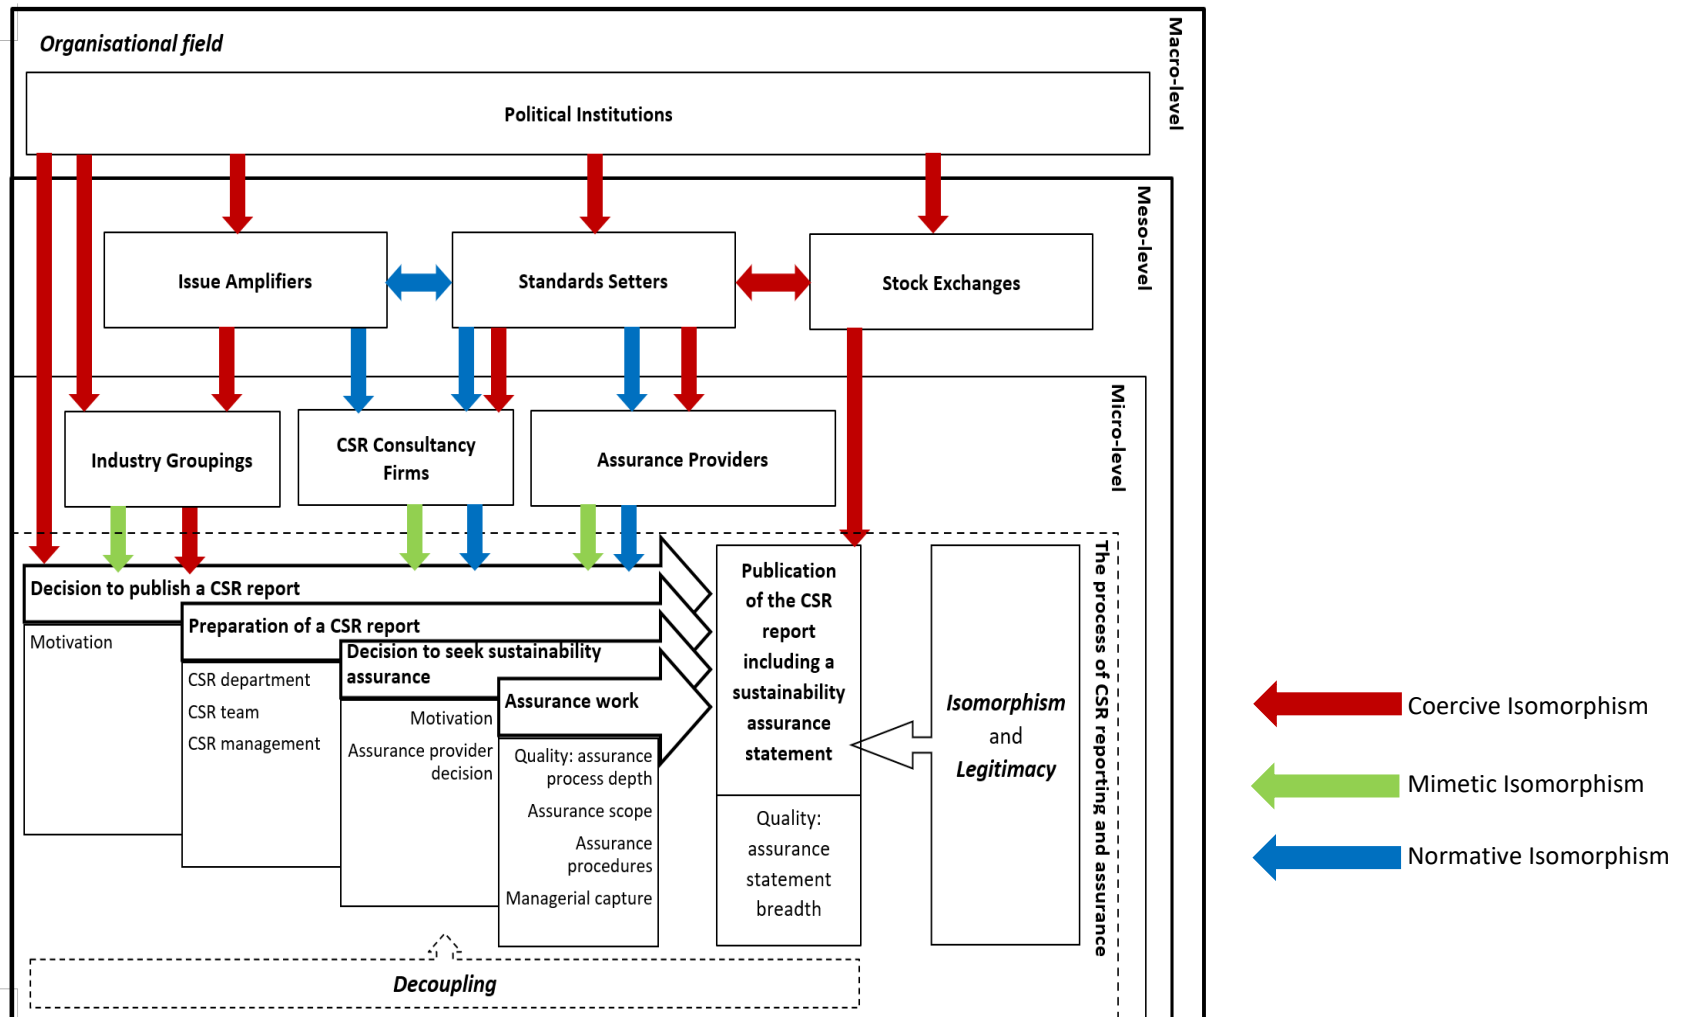 Organisational field
Macro-level
Political Institutions
Meso-level
Issue Amplifiers
Standards Setters
Stock Exchanges
Micro-level
Industry Groupings
CSR Consultancy
Firms
Assurance Providers
The process of CSR reporting and assurance
Decision to publish a CSR report
Motivation
Preparation of a CSR report
CSR department
CSR team
CSR management
Decision to seek sustainability
assurance
Motivation
Assurance provider
decision
Assurance work
Quality: assurance
process depth
Assurance scope
Assurance
procedures
Managerial capture
Publication
of the CSR
report
including a
sustainability
assurance
statement
Quality:
assurance
statement
breadth
Isomorphism
and
Legitimacy
Decoupling
Coercive Isomorphism
Mimetic Isomorphism
Normative Isomorphism